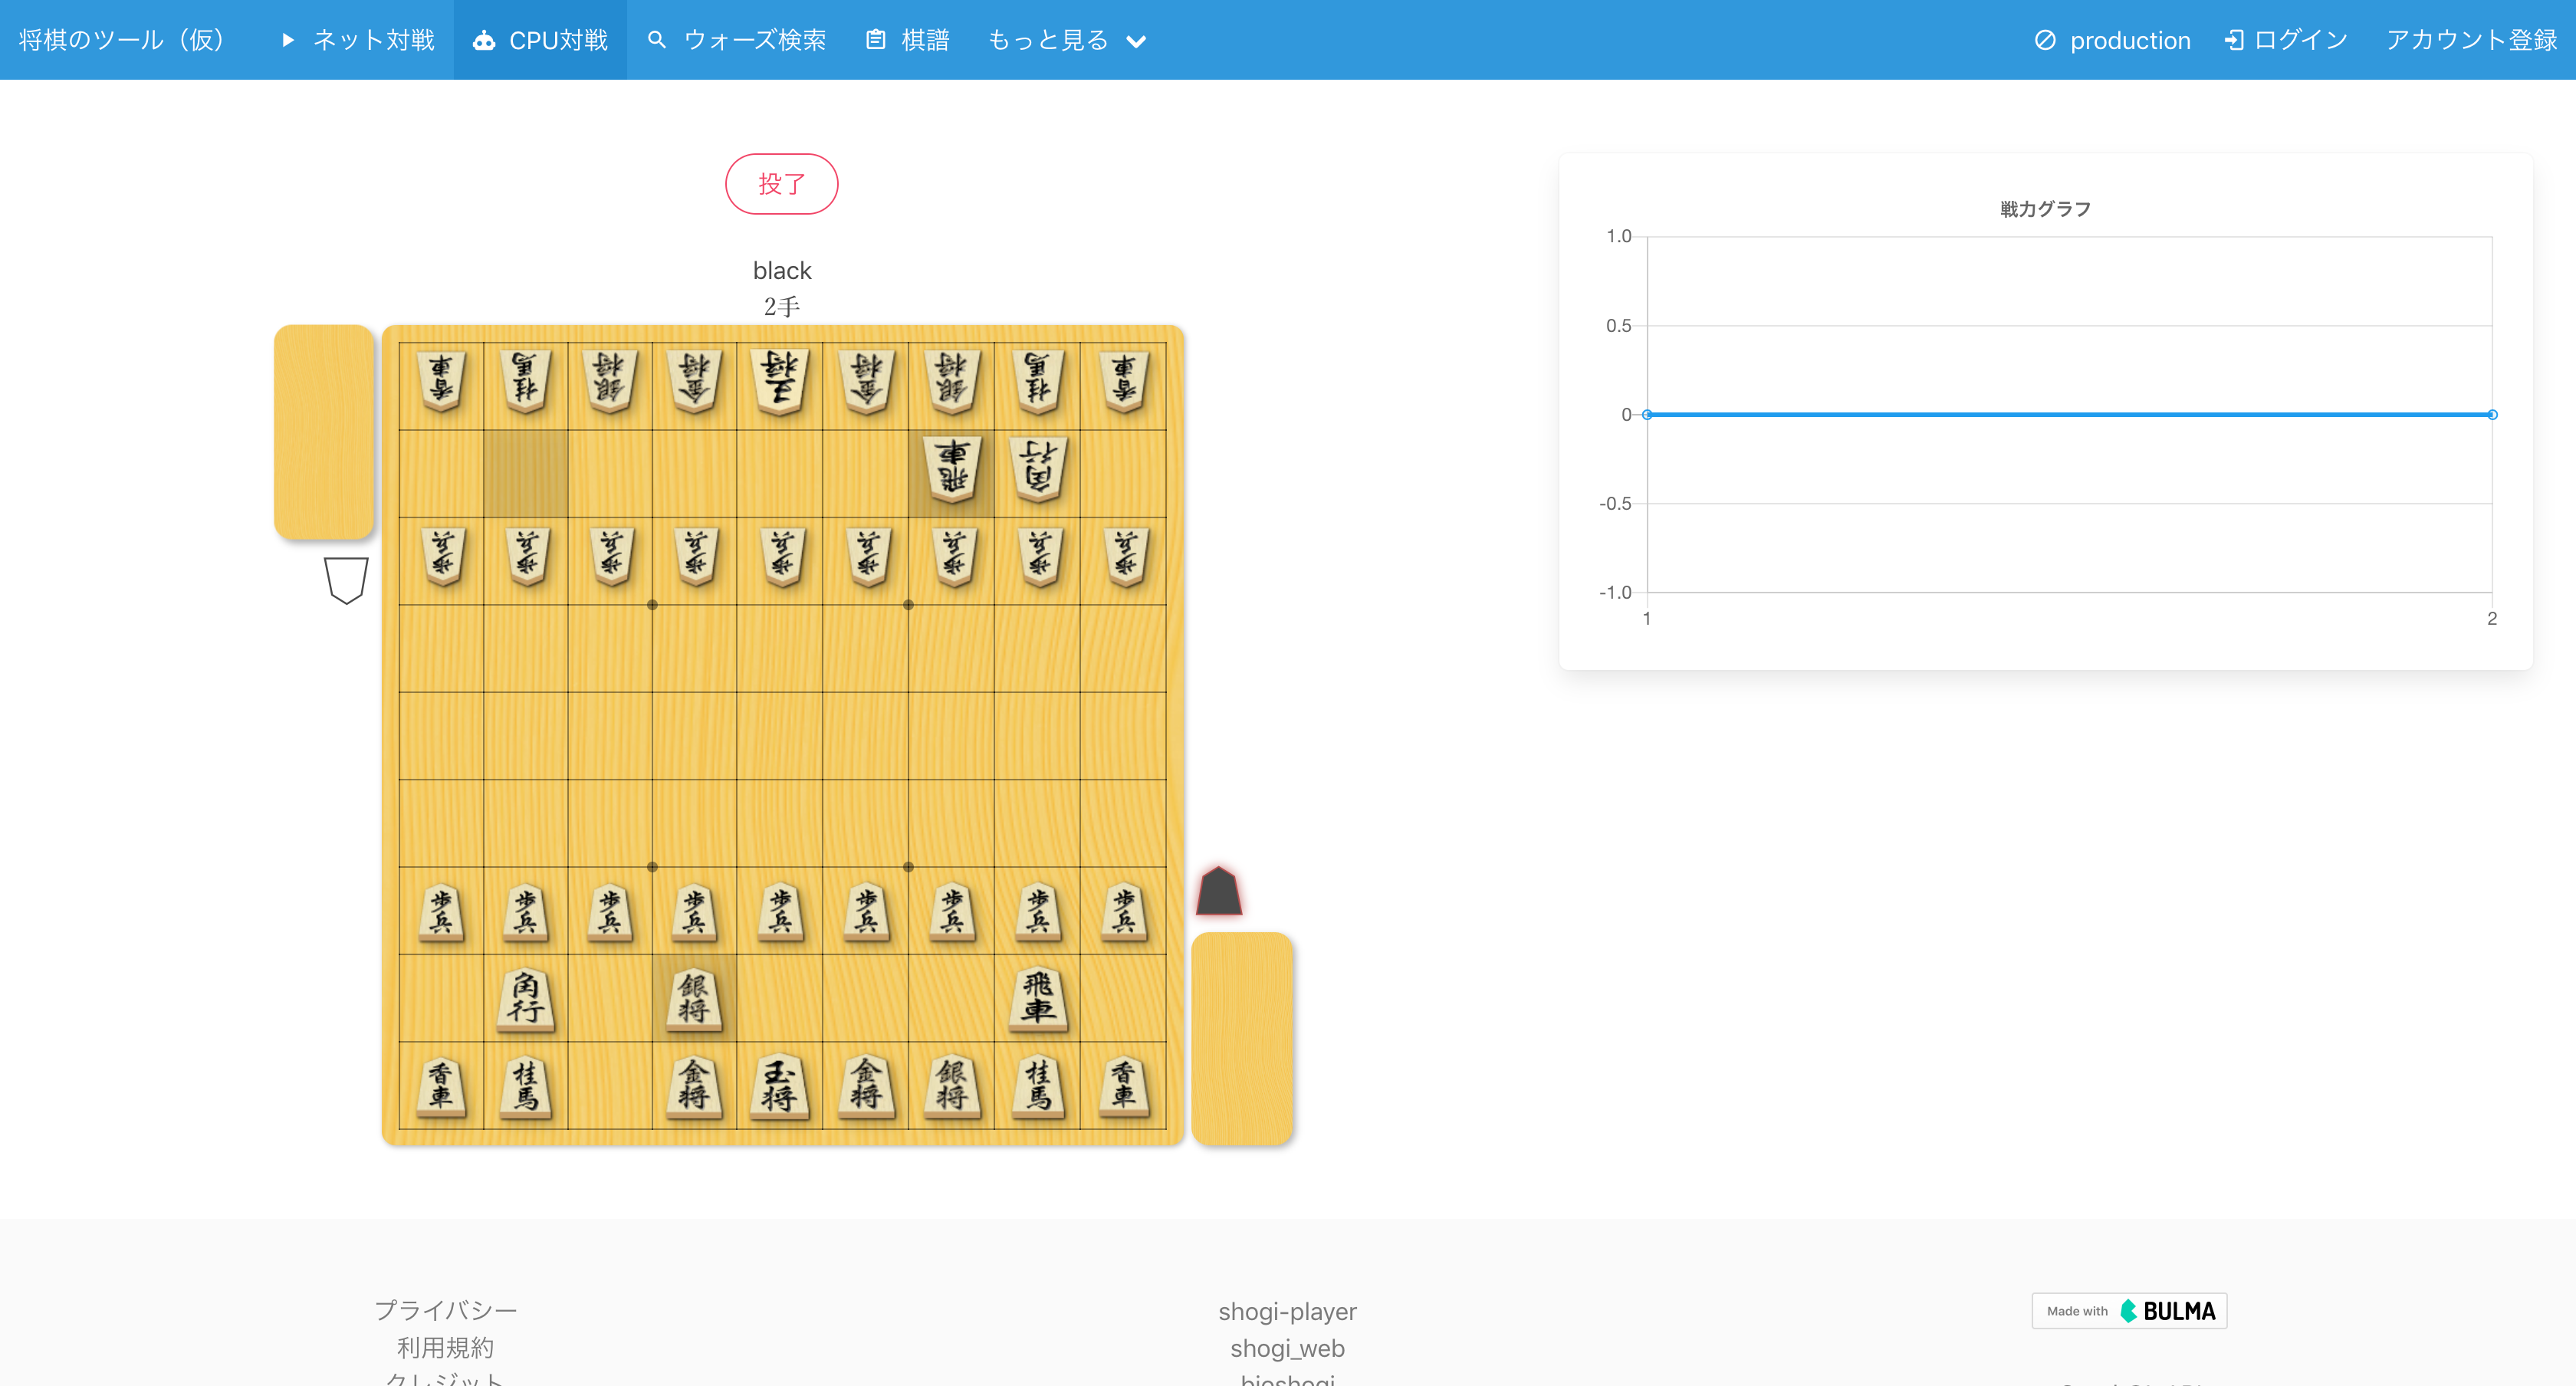 将棋のツール（仮） ネット対戦 CPU対戦 ウォーズ検索 棋譜 もっと見る production ログイン アカウント登録
投了
black
2手
香車 桂馬 銀将 金将 王将 金将 銀将 桂馬 香車
飛車 角行
歩兵 歩兵 歩兵 歩兵 歩兵 歩兵 歩兵 歩兵 歩兵
歩兵 歩兵 歩兵 歩兵 歩兵 歩兵 歩兵 歩兵 歩兵
角行 銀将 飛車
香車 桂馬 金将 玉将 金将 銀将 桂馬 香車
戦力グラフ
1.0
0.5
0
-0.5
-1.0
1 2
プライバシー
利用規約
クレジット
shogi-player
shogi_web
bioshogi
Made with BULMA